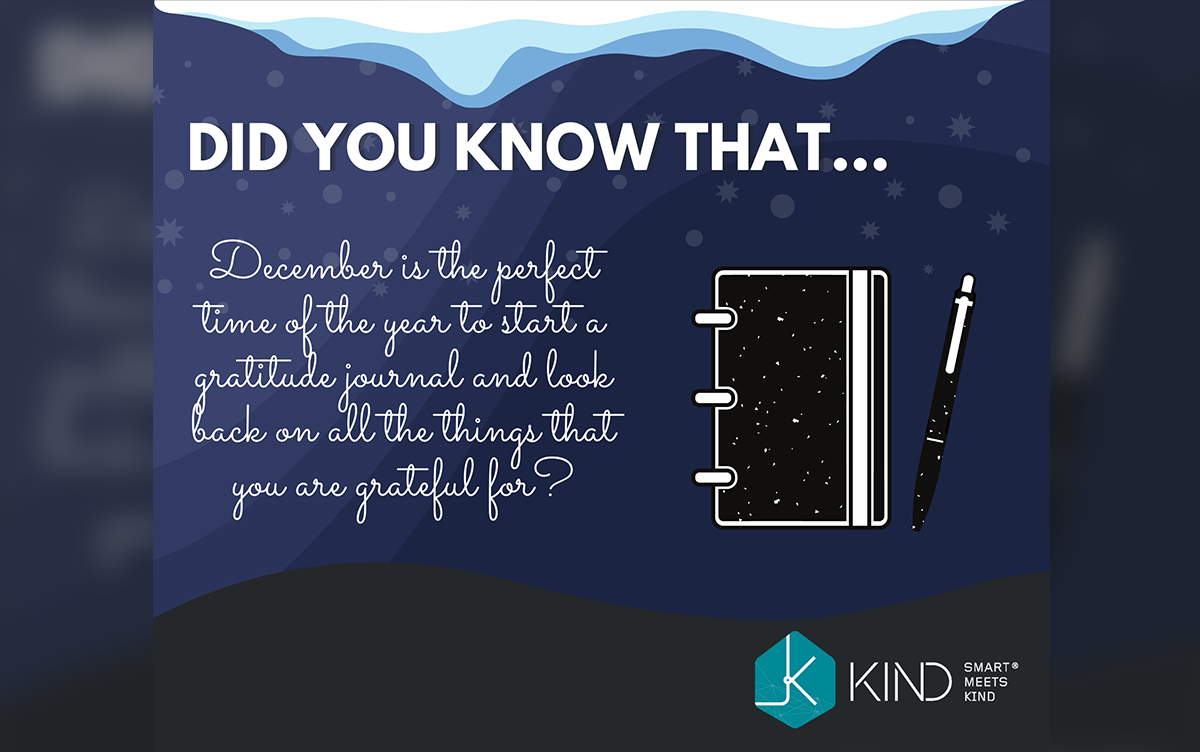 DID YOU KNOW THAT...
December is the perfect
time of the year to start a
gratitude journal and look
back on all the things that
you are grateful for?
KIND
SMART®
MEETS
KIND